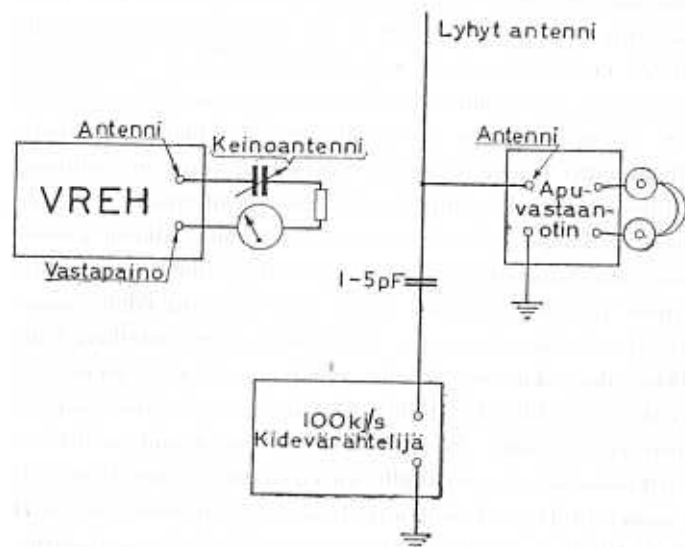 Lyhyt antenni
Antenni
Keinoantenni
VREH
Vastapaino
Antenni
Apu-
vastaan-
otin
1-5pF
100kj/s
Kidevärähtelijä